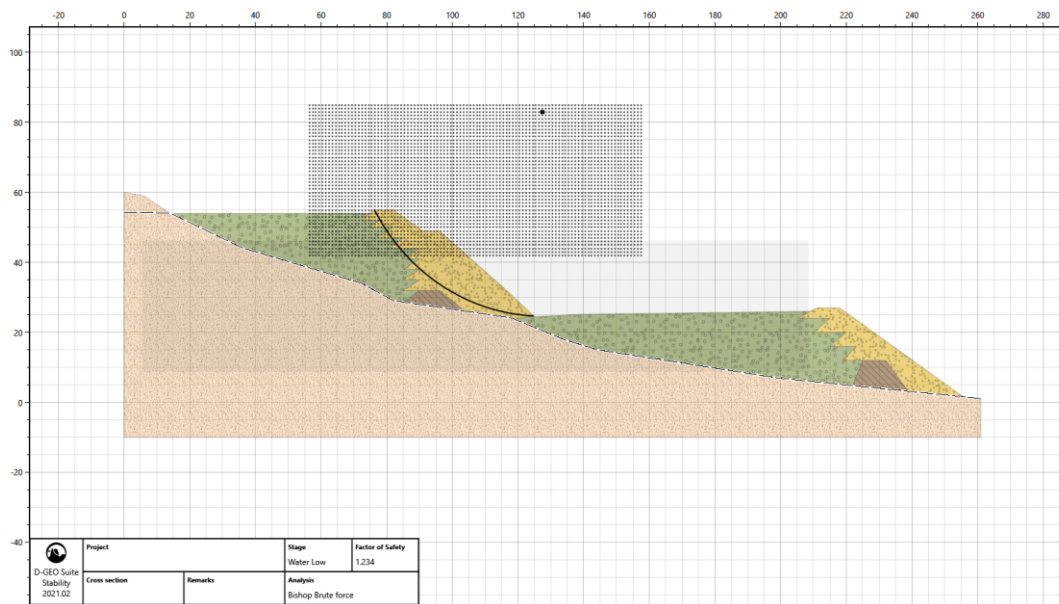 -20 0 20 40 60 80 100 120 140 160 180 200 220 240 260 280
100
80
60
40
20
0
-20
-40
D-GEO Suite
Stability
2021.02
Project
Stage
Water Low
Factor of Safety
1.234
Cross section
Remarks
Analysis
Bishop Brute force